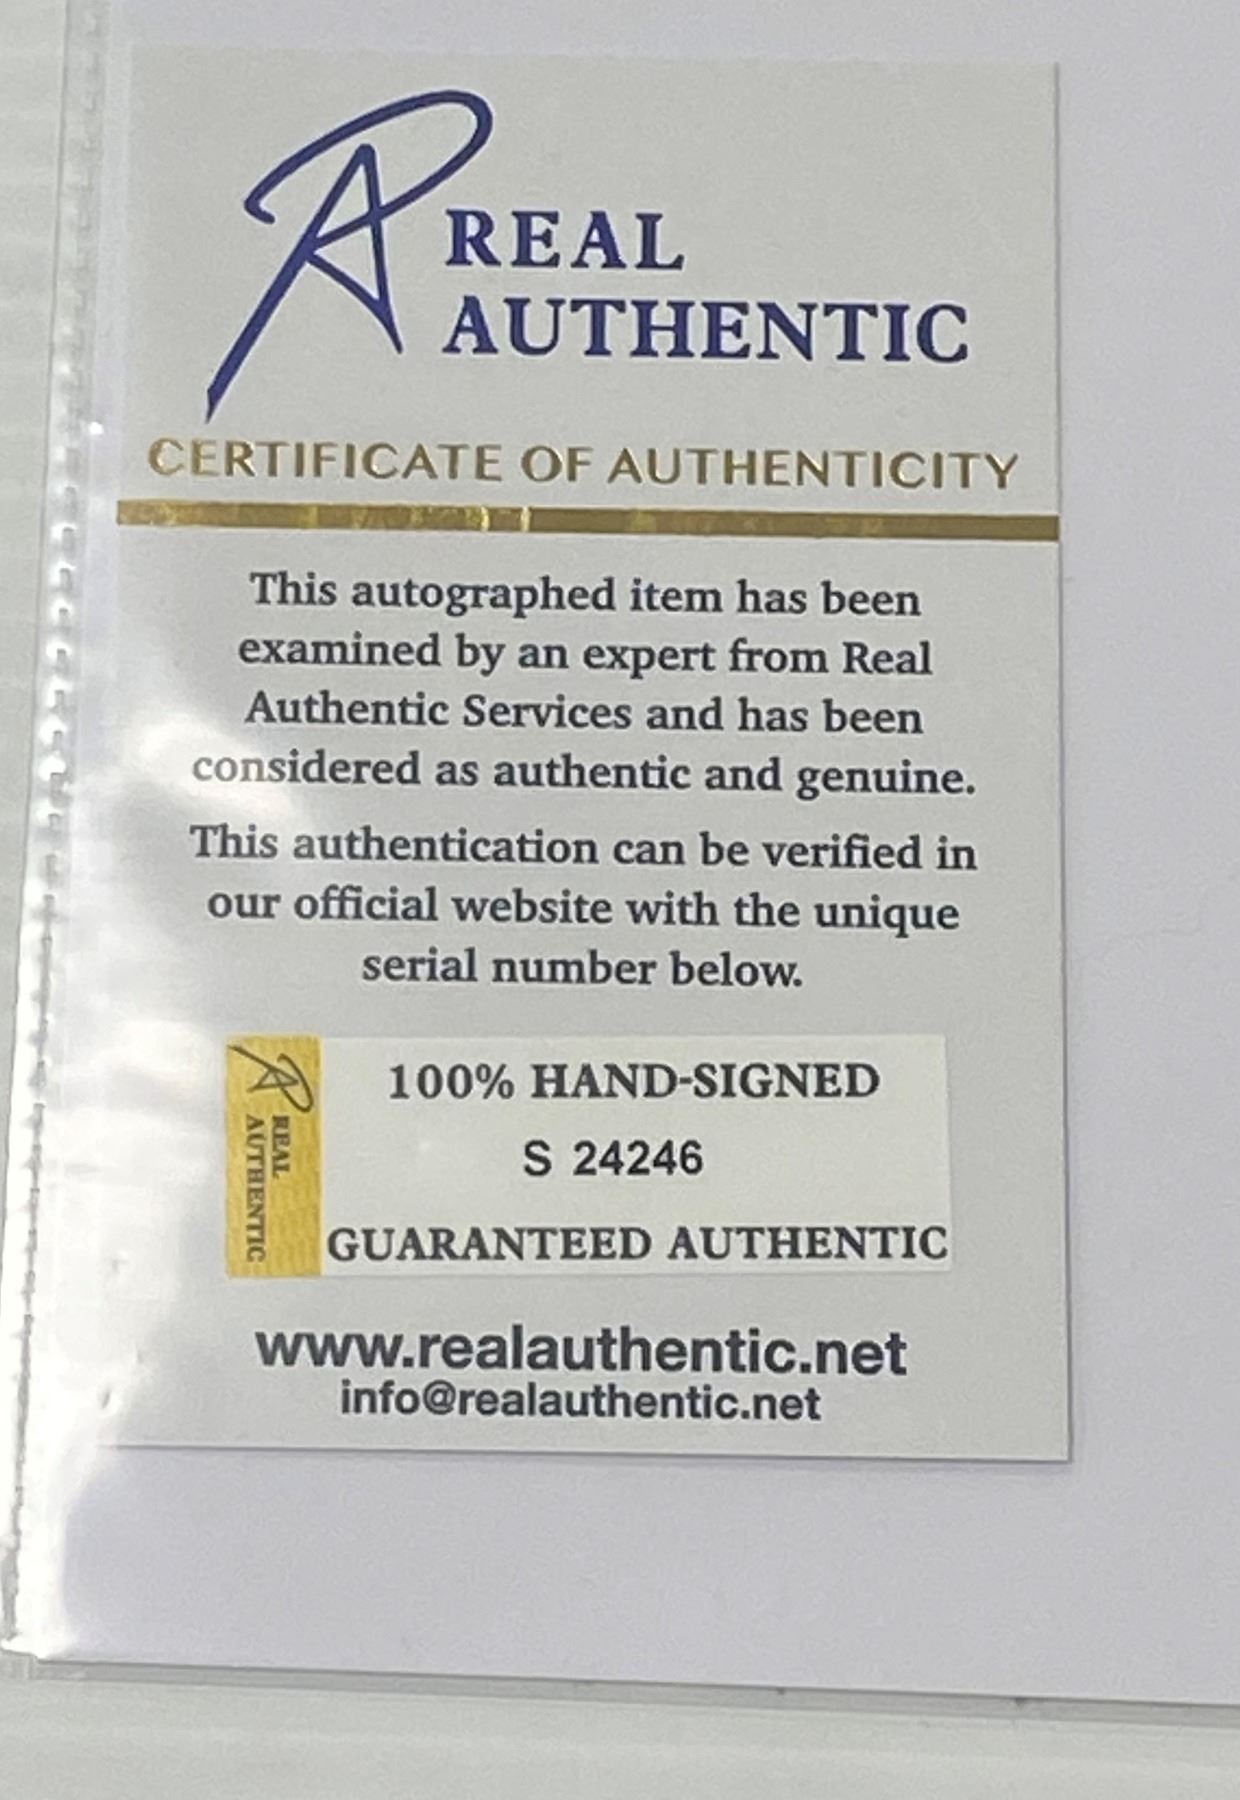 REAL
AUTHENTIC
CERTIFICATE OF AUTHENTICITY
This autographed item has been
examined by an expert from Real
Authentic Services and has been
considered as authentic and genuine.
This authentication can be verified in
our official website with the unique
serial number below.
REAL
AUTHENTIC
100% HAND-SIGNED
S 24246
GUARANTEED AUTHENTIC
www.realauthentic.net
info@realauthentic.net